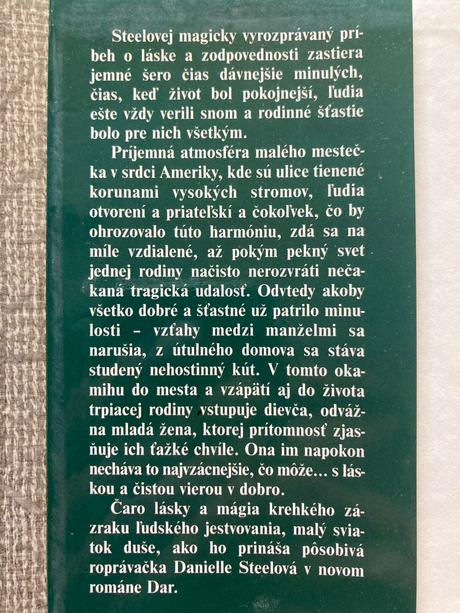 Steelovej magicky vyrozprávaný prí-
beh o láske a zodpovednosti zastiera
jemné šero čias dávnejšie minulých,
čias, keď život bol pokojnejší, ľudia
ešte vždy verili snom a rodinné šťastie
bolo pre nich všetkým.
Príjemná atmosféra malého mesteč-
ka v srdci Ameriky, kde sú ulice tienené
korunami vysokých stromov, ľudia
otvorení a priateľskí a čokoľvek, čo by
ohrozovalo túto harmóniu, zdá sa na
míle vzdialené, až pokým pekný svet
jednej rodiny načisto nerozvráti neča-
kaná tragická udalosť. Odvtedy akoby
všetko dobré a šťastné už patrilo minu-
losti – vzťahy medzi manželmi sa
narušia, z útulného domova sa stáva
studený nehostinný kút. V tomto oka-
mihu do mesta a vzápätí aj do života
trpiacej rodiny vstupuje dievča, odváž-
na mladá žena, ktorej prítomnosť zjas-
ňuje ich ťažké chvíle. Ona im napokon
necháva to najvzácnejšie, čo môže... s lás-
kou a čistou vierou v dobro.
Čaro lásky a mágia krehkého zá-
zraku ľudského jestvovania, malý svia-
tok duše, ako ho prináša pôsobivá
roprávačka Danielle Steelová v novom
románe Dar.